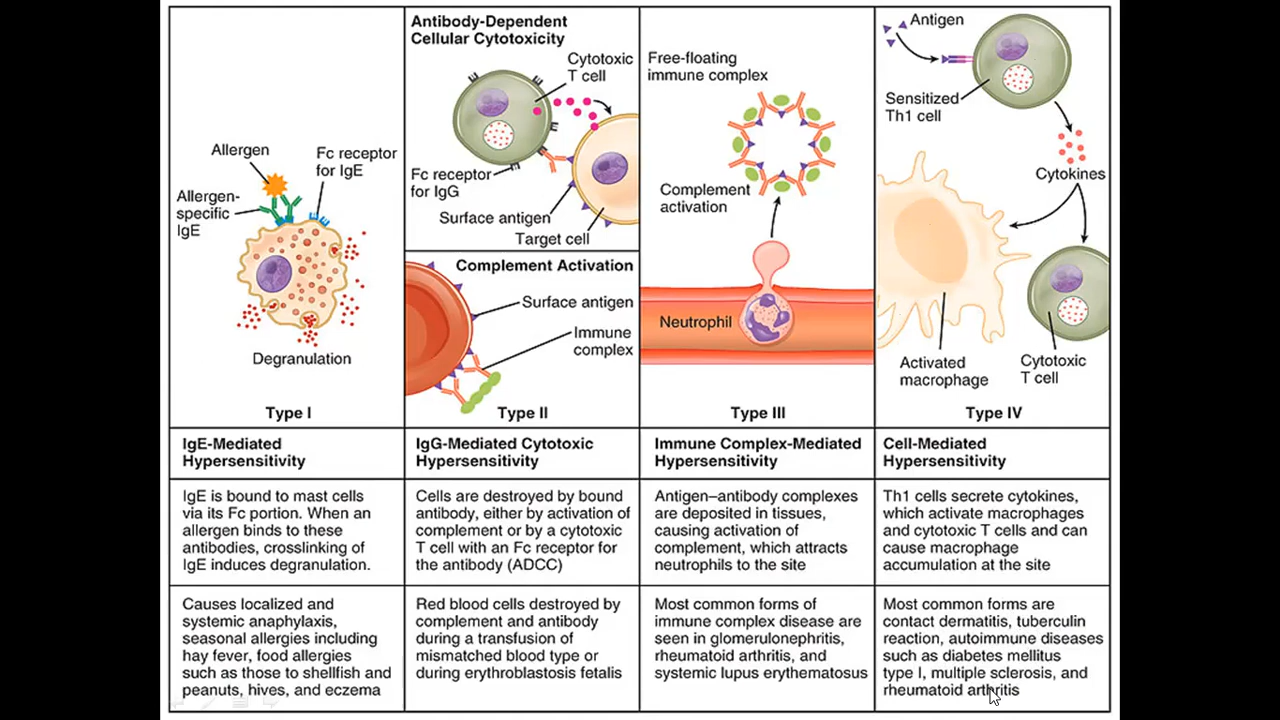 Allergen
Fc receptor
for IgE
Allergen-
specific
IgE
Degranulation
Type I
Antibody-Dependent
Cellular Cytotoxicity
Cytotoxic
T cell
Fc receptor
for IgG
Surface antigen
Target cell
Complement Activation
Surface antigen
Immune
complex
Type II
Free-floating
immune complex
Complement
activation
Neutrophil
Type III
Antigen
Sensitized
Th1 cell
Cytokines
Activated
macrophage
Cytotoxic
T cell
Type IV
IgE-Mediated
Hypersensitivity
IgG-Mediated Cytotoxic
Hypersensitivity
Immune Complex-Mediated
Hypersensitivity
Cell-Mediated
Hypersensitivity
IgE is bound to mast cells
via its Fc portion. When an
allergen binds to these
antibodies, crosslinking of
IgE induces degranulation.
Cells are destroyed by bound
antibody, either by activation of
complement or by a cytotoxic
T cell with an Fc receptor for
the antibody (ADCC)
Antigen–antibody complexes
are deposited in tissues,
causing activation of
complement, which attracts
neutrophils to the site
Th1 cells secrete cytokines,
which activate macrophages
and cytotoxic T cells and can
cause macrophage
accumulation at the site
Causes localized and
systemic anaphylaxis,
seasonal allergies including
hay fever, food allergies
such as those to shellfish and
peanuts, hives, and eczema
Red blood cells destroyed by
complement and antibody
during a transfusion of
mismatched blood type or
during erythroblastosis fetalis
Most common forms of
immune complex disease are
seen in glomerulonephritis,
rheumatoid arthritis, and
systemic lupus erythematosus
Most common forms are
contact dermatitis, tuberculin
reaction, autoimmune diseases
such as diabetes mellitus
type I, multiple sclerosis, and
rheumatoid arthritis